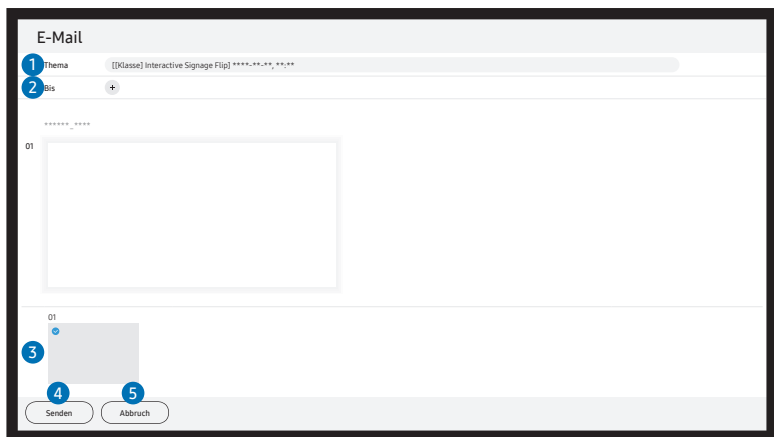 E-Mail
1 Thema [[Klasse] Interactive Signage Flip] ****-**-**, **:**
2 Bis +
******_****
01
01
3
4 5
Senden Abbruch